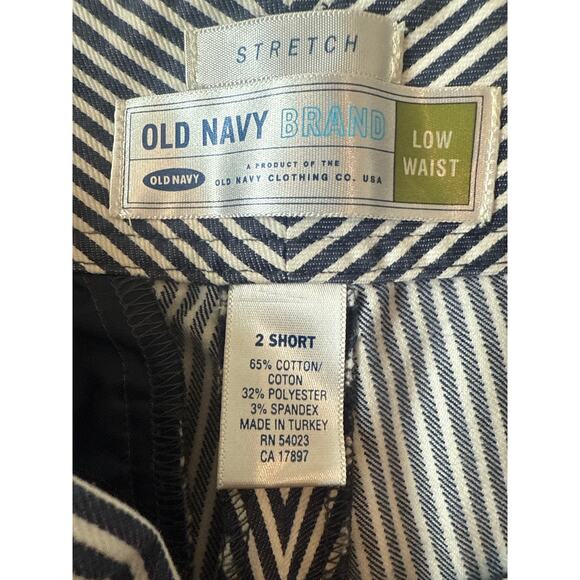 STRETCH
OLD NAVY BRAND
LOW
WAIST
OLD NAVY
A PRODUCT OF THE
OLD NAVY CLOTHING CO. USA
2 SHORT
65% COTTON/
COTON
32% POLYESTER
3% SPANDEX
MADE IN TURKEY
RN 54023
CA 17897